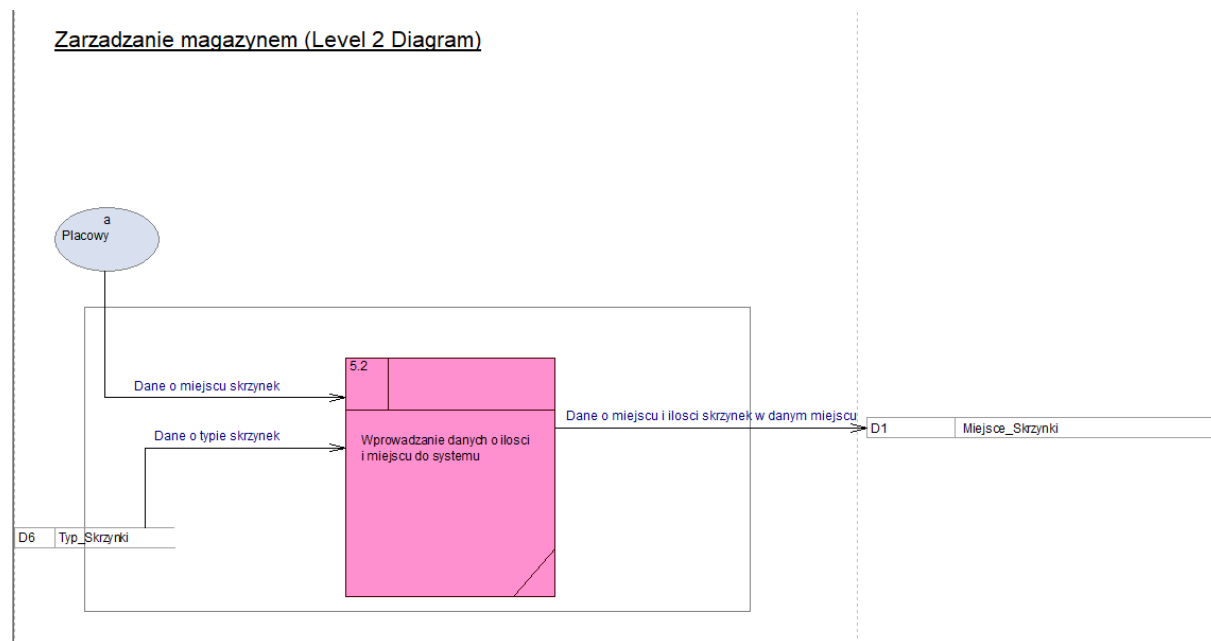 Zarzadzanie magazynem (Level 2 Diagram)
a
Placowy
5.2
Dane o miejscu skrzynek
Dane o miejscu i ilosci skrzynek w danym miejscu
D1 Miejsce_Skrzynki
Dane o typie skrzynek
Wprowadzanie danych o ilosci
i miejscu do systemu
D6 Typ_Skrzynki